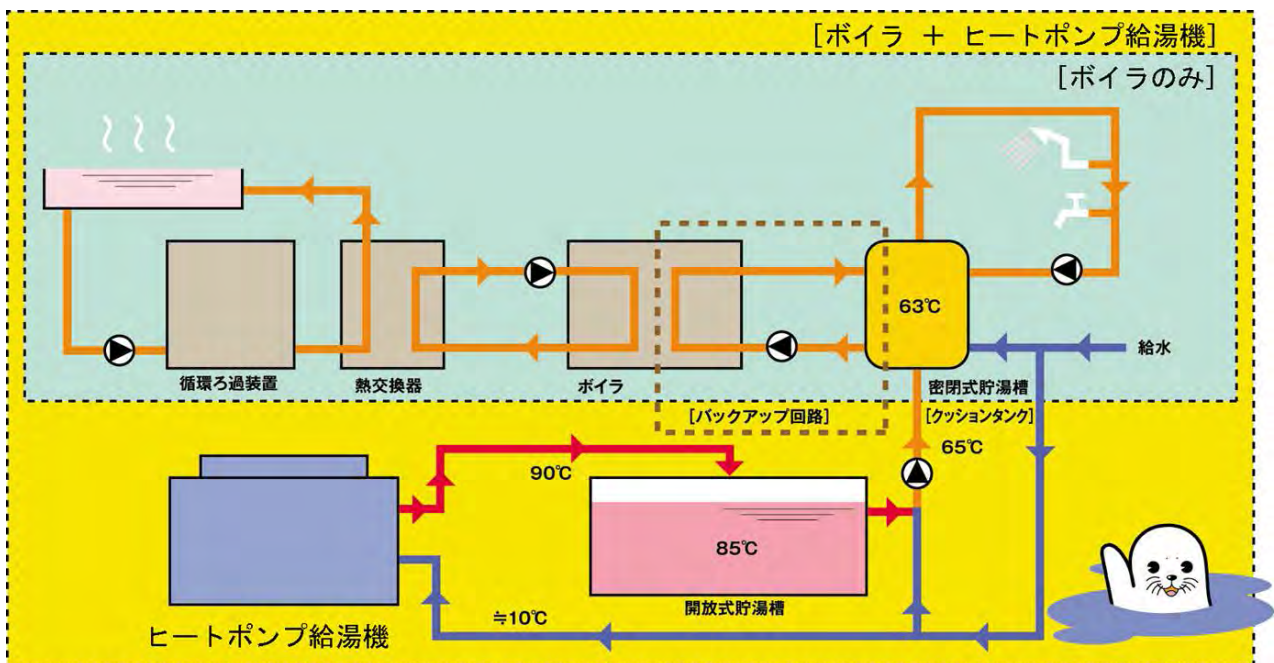 [ボイラ + ヒートポンプ給湯機]
[ボイラのみ]
63℃
給水
循環ろ過装置
熱交換器
ボイラ
密閉式貯湯槽
[バックアップ回路]
[クッションタンク]
65℃
90℃
85℃
開放式貯湯槽
≒10℃
ヒートポンプ給湯機